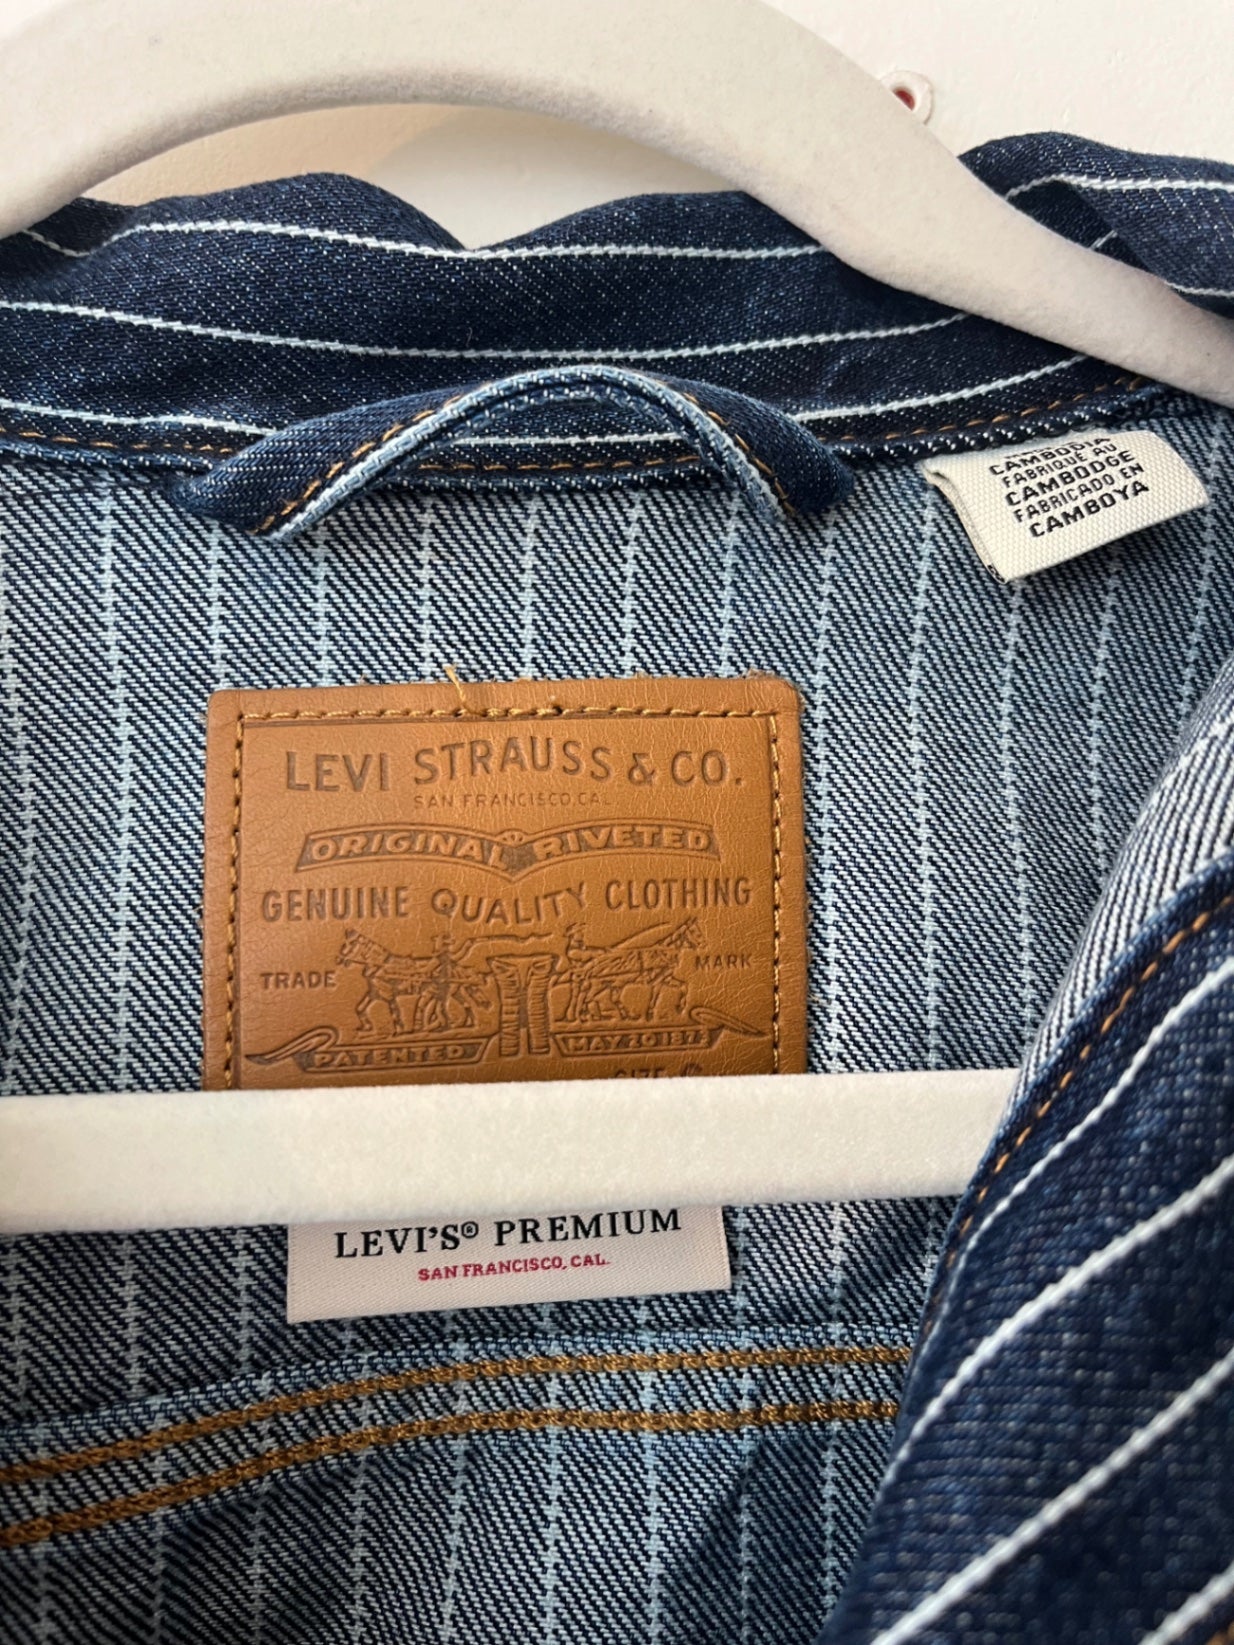 CAMBODIA
FABRIQUÉ AU
CAMBODGE
FABRICADO EN
CAMBOYA
LEVI STRAUSS & CO.
SAN FRANCISCO, CAL.
ORIGINAL RIVETED
GENUINE QUALITY CLOTHING
TRADE MARK
PATENTED MAY 20 1873
SIZE
LEVI'S® PREMIUM
SAN FRANCISCO, CAL.